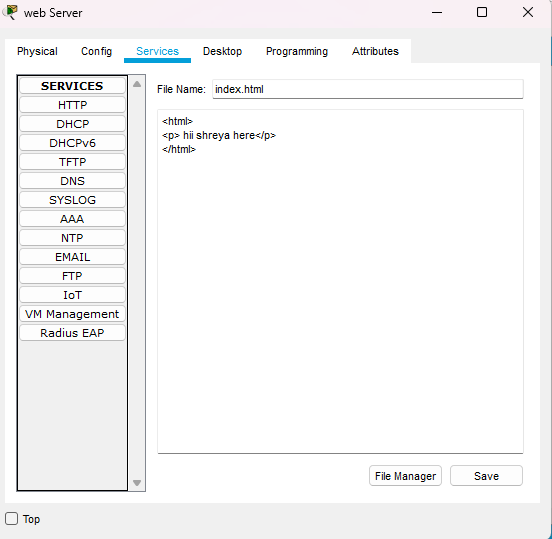 web Server
Physical Config Services Desktop Programming Attributes
SERVICES
HTTP
DHCP
DHCPv6
TFTP
DNS
SYSLOG
AAA
NTP
EMAIL
FTP
IoT
VM Management
Radius EAP
File Name: index.html
<html>
<p> hii shreya here</p>
</html>
File Manager Save
Top